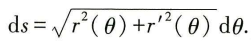 ds = √(r²(θ) + r′²(θ)) dθ.